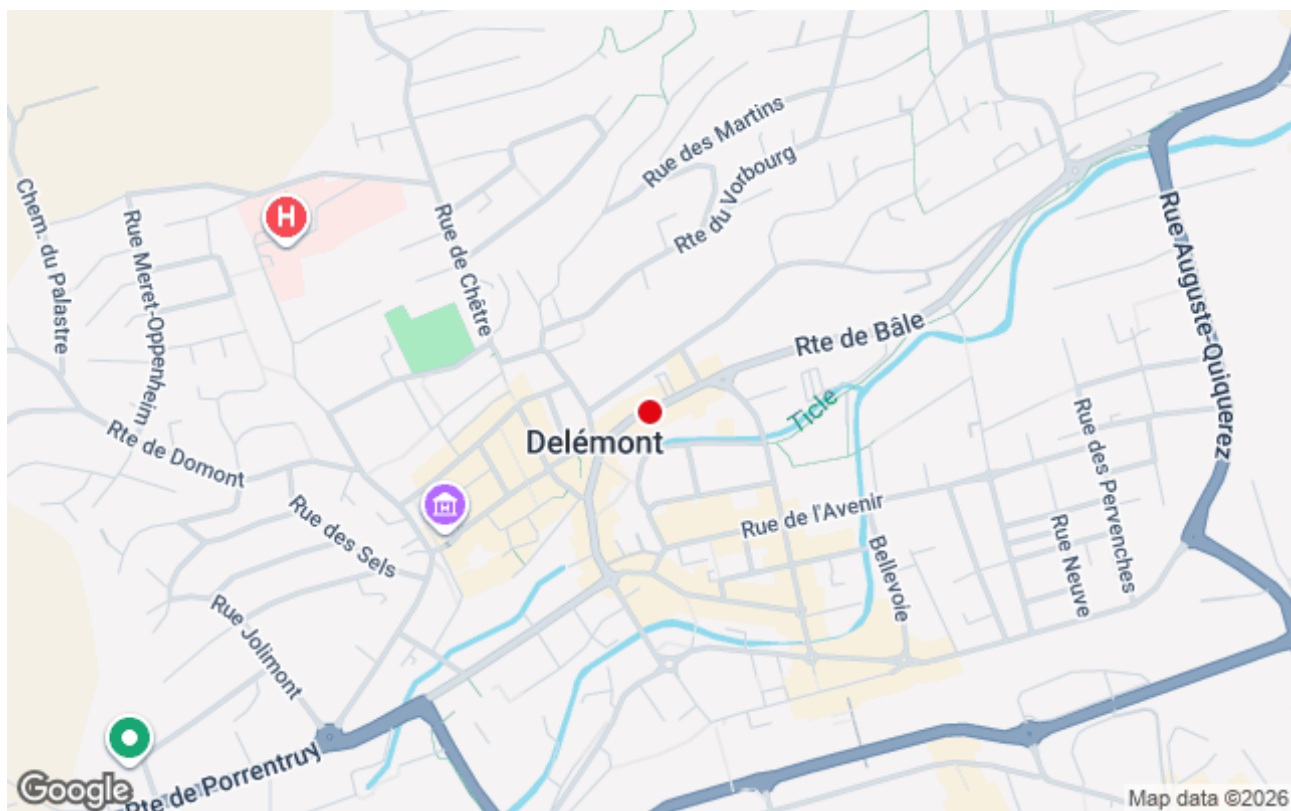 Rue des Martins
Rte du Vorbourg
Chem. du Palastre
Rue Meret-Oppenheim
H
Rue de Chêtre
Rue Auguste-Quiquerez
Rte de Bâle
Ticle
Delémont
Rte de Domont
Rue des Sels
H
Rue de l'Avenir
Bellevoie
Rue des Pervenches
Rue Neuve
Rue Jolimont
Rte de Porrentruy
Google
Map data ©2026